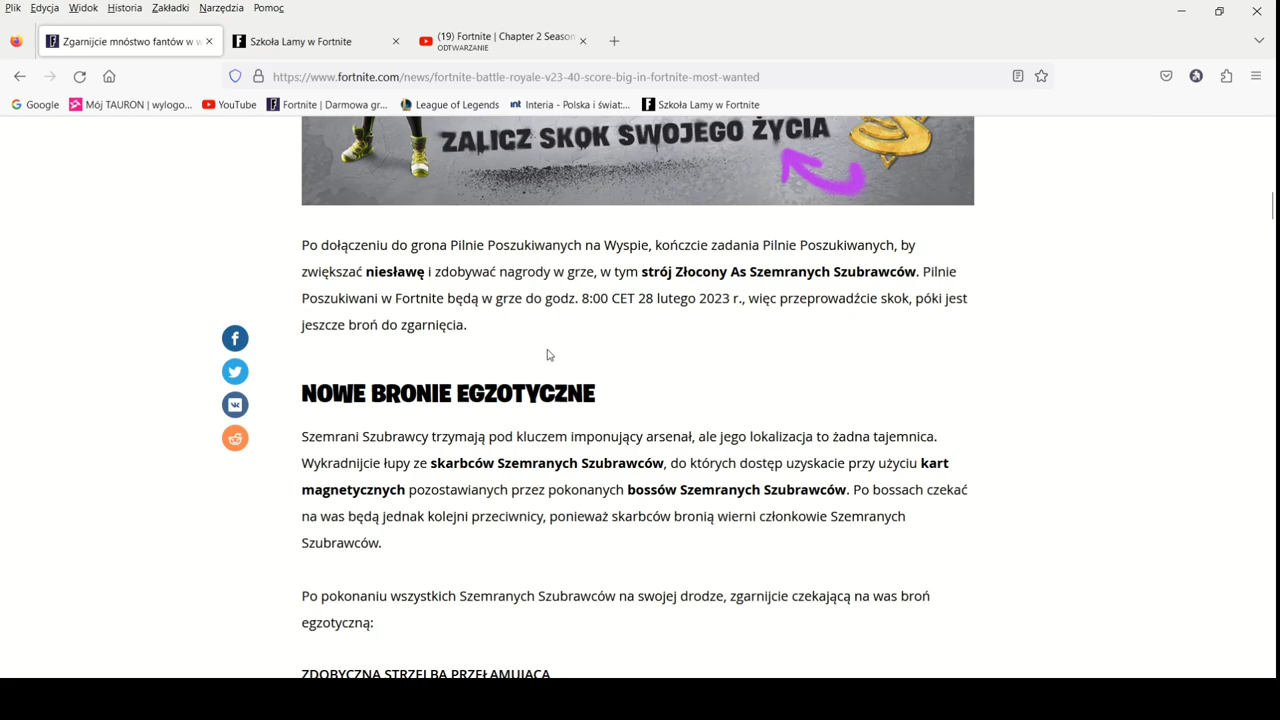 Plik Edycja Widok Historia Zakładki Narzędzia Pomoc
Zgarnijcie mnóstwo fantów w w
Szkoła Lamy w Fortnite
(19) Fortnite | Chapter 2 Season
ODTWARZANIE
https://www.fortnite.com/news/fortnite-battle-royale-v23-40-score-big-in-fortnite-most-wanted
Google Mój TAURON | wylogo... YouTube Fortnite | Darmowa gr... League of Legends int Interia - Polska i świat:... Szkoła Lamy w Fortnite
ZALICZ SKOK SWOJEGO ŻYCIA
Po dołączeniu do grona Pilnie Poszukiwanych na Wyspie, kończcie zadania Pilnie Poszukiwanych, by
zwiększać niesławę i zdobywać nagrody w grze, w tym strój Złocony As Szemranych Szubrawców. Pilnie
Poszukiwani w Fortnite będą w grze do godz. 8:00 CET 28 lutego 2023 r., więc przeprowadźcie skok, póki jest
jeszcze broń do zgarnięcia.
NOWE BRONIE EGZOTYCZNE
Szemrani Szubrawcy trzymają pod kluczem imponujący arsenał, ale jego lokalizacja to żadna tajemnica.
Wykradnijcie łupy ze skarbców Szemranych Szubrawców, do których dostęp uzyskacie przy użyciu kart
magnetycznych pozostawianych przez pokonanych bossów Szemranych Szubrawców. Po bossach czekać
na was będą jednak kolejni przeciwnicy, ponieważ skarbców bronią wierni członkowie Szemranych
Szubrawców.
Po pokonaniu wszystkich Szemranych Szubrawców na swojej drodze, zgarnijcie czekającą na was broń
egzotyczną:
ZDOBYCZNA STRZELBA PRZEŁAMUJĄCA